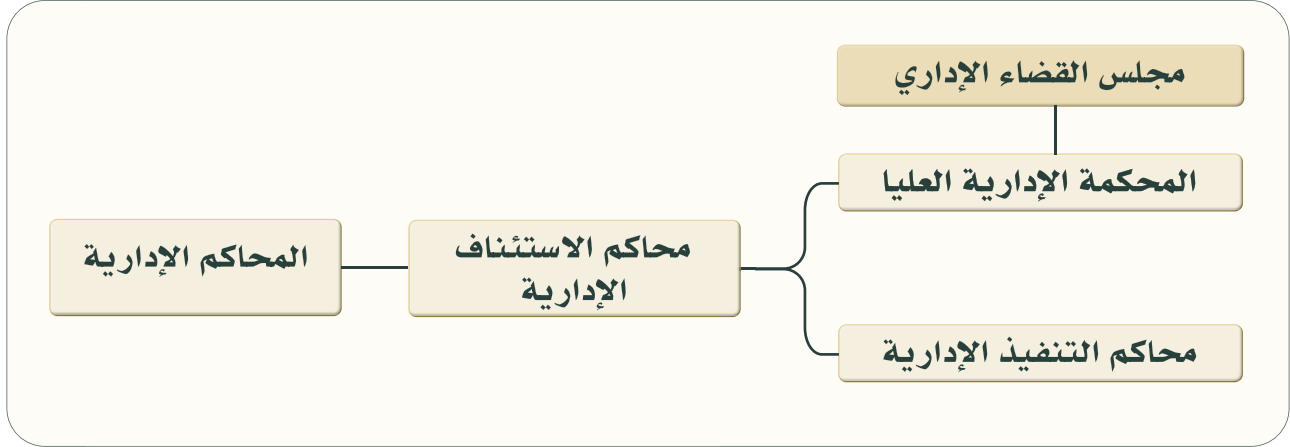 مجلس القضاء الإداري
المحكمة الإدارية العليا
محاكم الاستئناف
الإدارية
المحاكم الإدارية
محاكم التنفيذ الإدارية